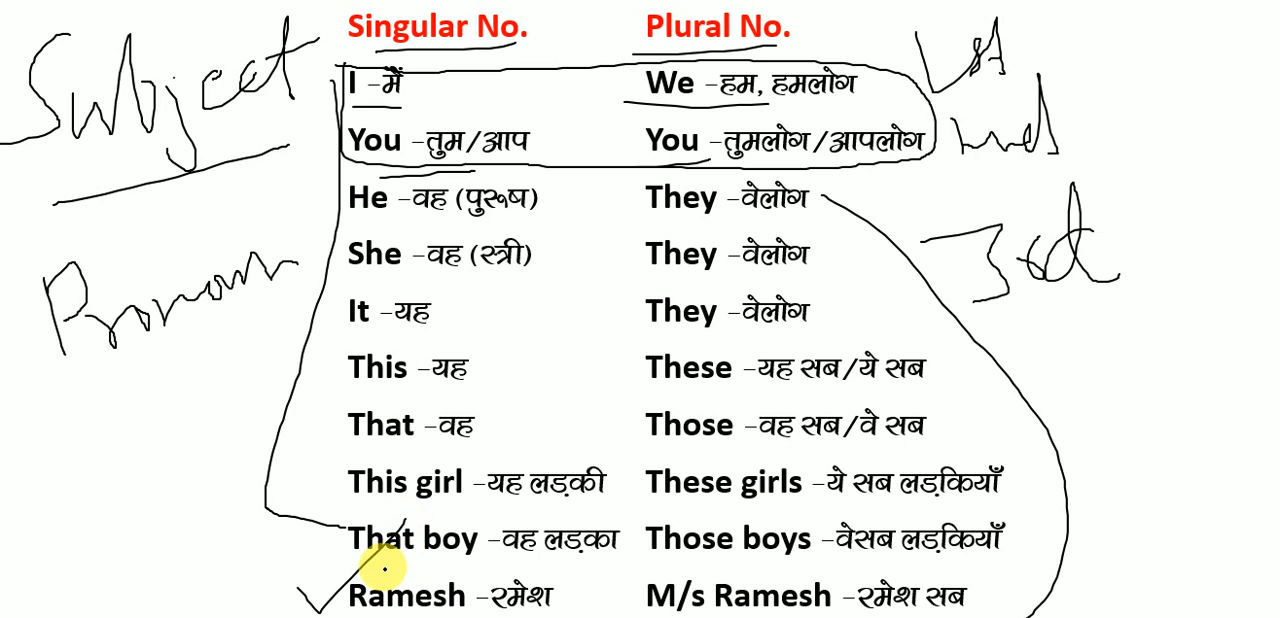 Singular No. Plural No.
Subject I -मैं We -हम, हमलोग Ist
You -तुम/आप You -तुमलोग/आपलोग IInd
He -वह (पुरूष) They -वेलोग
Pronoun She -वह (स्त्री) They -वेलोग 3rd
It -यह They -वेलोग
This -यह These -यह सब/ये सब
That -वह Those -वह सब/वे सब
This girl -यह लड़की These girls -ये सब लड़कियाँ
That boy -वह लड़का Those boys -वेसब लड़कियाँ
Ramesh -रमेश M/s Ramesh -रमेश सब